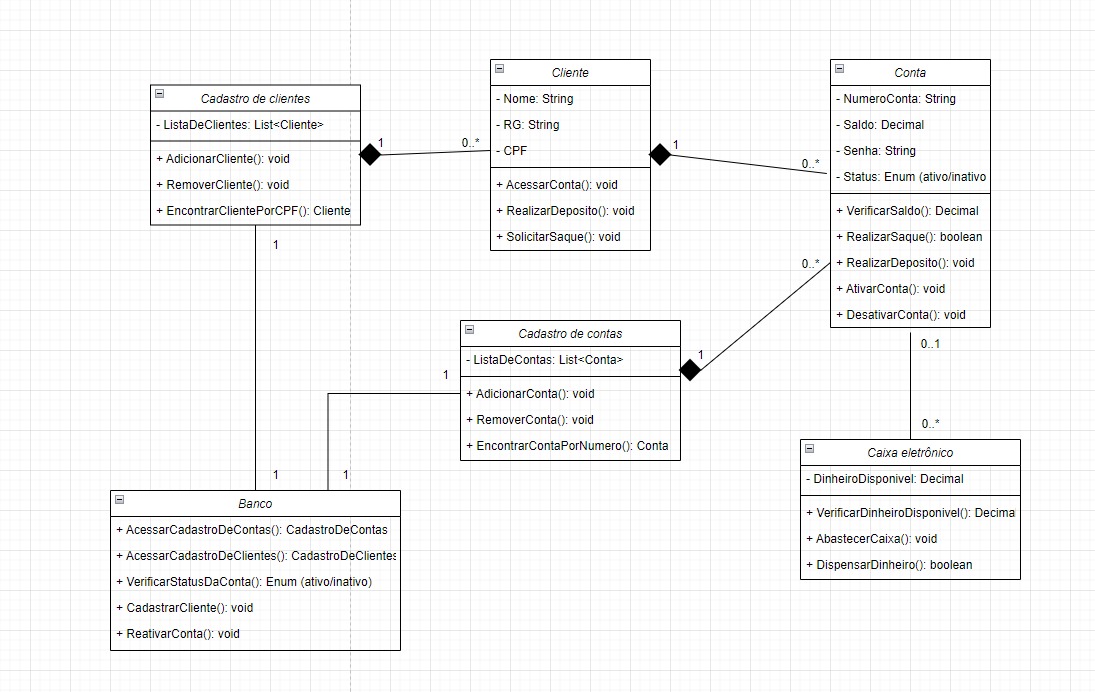 Cadastro de clientes
- ListaDeClientes: List<Cliente>
+ AdicionarCliente(): void
+ RemoverCliente(): void
+ EncontrarClientePorCPF(): Cliente
1
0..*
Cliente
- Nome: String
- RG: String
- CPF
+ AcessarConta(): void
+ RealizarDeposito(): void
+ SolicitarSaque(): void
1
0..*
Conta
- NumeroConta: String
- Saldo: Decimal
- Senha: String
- Status: Enum (ativo/inativo
+ VerificarSaldo(): Decimal
+ RealizarSaque(): boolean
+ RealizarDeposito(): void
+ AtivarConta(): void
+ DesativarConta(): void
1
0..*
Cadastro de contas
- ListaDeContas: List<Conta>
+ AdicionarConta(): void
+ RemoverConta(): void
+ EncontrarContaPorNumero(): Conta
1
0..1
1
0..*
Caixa eletrônico
- DinheiroDisponivel: Decimal
+ VerificarDinheiroDisponivel(): Decima
+ AbastecerCaixa(): void
+ DispensarDinheiro(): boolean
1
1
Banco
+ AcessarCadastroDeContas(): CadastroDeContas
+ AcessarCadastroDeClientes(): CadastroDeClientes
+ VerificarStatusDaConta(): Enum (ativo/inativo)
+ CadastrarCliente(): void
+ ReativarConta(): void